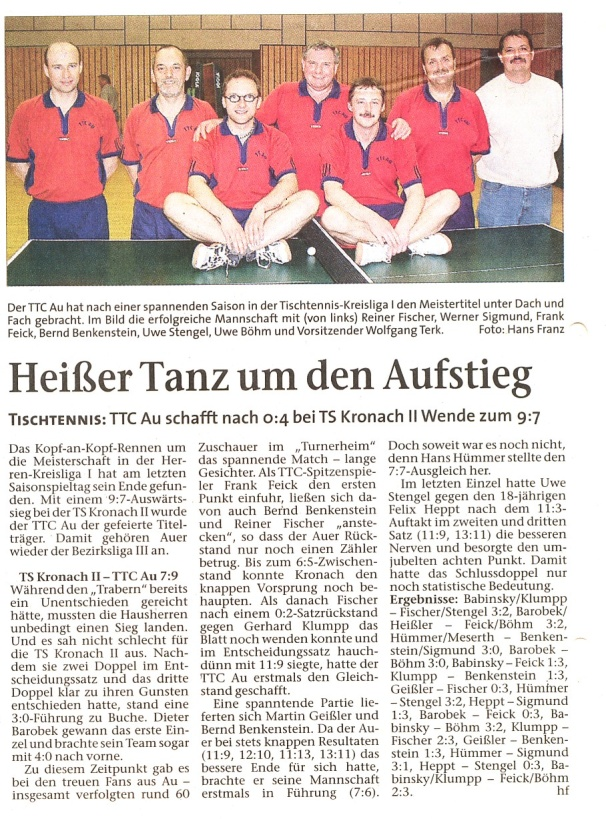 Der TTC Au hat nach einer spannenden Saison in der Tischtennis-Kreisliga I den Meistertitel unter Dach und
Fach gebracht. Im Bild die erfolgreiche Mannschaft mit (von links) Reiner Fischer, Werner Sigmund, Frank
Feick, Bernd Benkenstein, Uwe Stengel, Uwe Böhm und Vorsitzender Wolfgang Terk. Foto: Hans Franz
Heißer Tanz um den Aufstieg
TISCHTENNIS: TTC Au schafft nach 0:4 bei TS Kronach II Wende zum 9:7
Das Kopf-an-Kopf-Rennen um
die Meisterschaft in der Her-
ren-Kreisliga I hat am letzten
Saisonspieltag sein Ende gefun-
den. Mit einem 9:7-Auswärts-
sieg bei der TS Kronach II wurde
der TTC Au der gefeierte Titel-
träger. Damit gehören Auer
wieder der Bezirksliga III an.
TS Kronach II – TTC Au 7:9
Während den „Trabern" bereits
ein Unentschieden gereicht
hätte, mussten die Hausherren
unbedingt einen Sieg landen.
Und es sah nicht schlecht für
die TS Kronach II aus. Nach-
dem sie zwei Doppel im Ent-
scheidungssatz und das dritte
Doppel klar zu ihren Gunsten
entschieden hatte, stand eine
3:0-Führung zu Buche. Dieter
Barobek gewann das erste Ein-
zel und brachte sein Team sogar
mit 4:0 nach vorne.
Zu diesem Zeitpunkt gab es
bei den treuen Fans aus Au –
insgesamt verfolgten rund 60
Zuschauer im „Turnerheim"
das spannende Match – lange
Gesichter. Als TTC-Spitzenspie-
ler Frank Feick den ersten
Punkt einfuhr, ließen sich da-
von auch Bernd Benkenstein
und Reiner Fischer „anste-
cken", so dass der Auer Rück-
stand nur noch einen Zähler
betrug. Bis zum 6:5-Zwischen-
stand konnte Kronach den
knappen Vorsprung noch be-
haupten. Als danach Fischer
nach einem 0:2-Satzrückstand
gegen Gerhard Klumpp das
Blatt noch wenden konnte und
im Entscheidungssatz hauch-
dünn mit 11:9 siegte, hatte der
TTC Au erstmals den Gleich-
stand geschafft.
Eine spannende Partie lie-
ferten sich Martin Geißler und
Bernd Benkenstein. Da der Au-
er bei stets knappen Resultaten
(11:9, 12:10, 11:13, 13:11) das
bessere Ende für sich hatte,
brachte er seine Mannschaft
erstmals in Führung (7:6).
Doch soweit war es noch nicht,
denn Hans Hümmer stellte den
7:7-Ausgleich her.
Im letzten Einzel hatte Uwe
Stengel gegen den 18-jährigen
Felix Heppt nach dem 11:3-
Auftakt im zweiten und dritten
Satz (11:9, 13:11) die besseren
Nerven und besorgte den um-
jubelten achten Punkt. Damit
hatte das Schlussdoppel nur
noch statistische Bedeutung.
Ergebnisse: Babinsky/Klumpp
– Fischer/Stengel 3:2, Barobek/
Heißler – Feick/Böhm 3:2,
Hümmer/Meserth – Benken-
stein/Sigmund 3:0, Barobek –
Böhm 3:0, Babinsky – Feick 1:3,
Klumpp – Benkenstein 1:3,
Geißler – Fischer 0:3, Hümmer
– Stengel 3:2, Heppt – Sigmund
1:3, Barobek – Feick 0:3, Ba-
binsky – Böhm 3:2, Klumpp –
Fischer 2:3, Geißler – Benken-
stein 1:3, Hümmer – Sigmund
3:1, Heppt – Stengel 0:3, Ba-
binsky/Klumpp – Feick/Böhm
2:3. hf